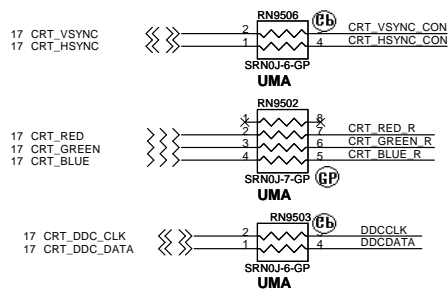 RN9506
17 CRT_VSYNC 2 3 CRT_VSYNC_CON
17 CRT_HSYNC 1 4 CRT_HSYNC_CON
SRN0J-6-GP
UMA
RN9502
1 8
17 CRT_RED 2 7 CRT_RED_R
17 CRT_GREEN 3 6 CRT_GREEN_R
17 CRT_BLUE 4 5 CRT_BLUE_R
SRN0J-7-GP GP
UMA
RN9503
17 CRT_DDC_CLK 2 3 DDCCLK
17 CRT_DDC_DATA 1 4 DDCDATA
SRN0J-6-GP
UMA